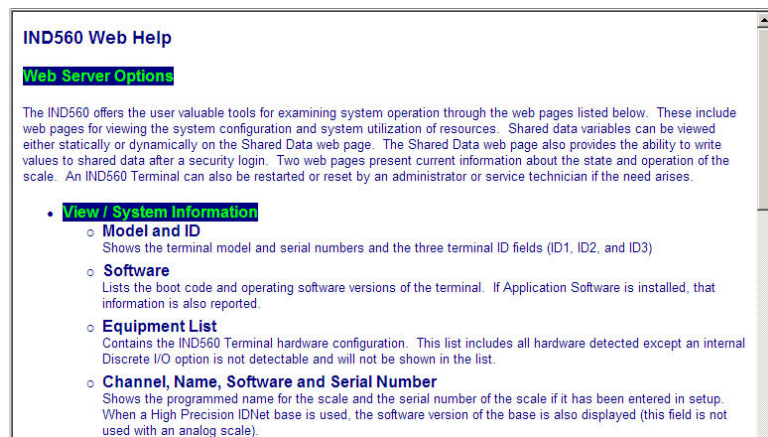 IND560 Web Help
Web Server Options
The IND560 offers the user valuable tools for examining system operation through the web pages listed below. These include
web pages for viewing the system configuration and system utilization of resources. Shared data variables can be viewed
either statically or dynamically on the Shared Data web page. The Shared Data web page also provides the ability to write
values to shared data after a security login. Two web pages present current information about the state and operation of the
scale. An IND560 Terminal can also be restarted or reset by an administrator or service technician if the need arises.
• View / System Information
o Model and ID
Shows the terminal model and serial numbers and the three terminal ID fields (ID1, ID2, and ID3)
o Software
Lists the boot code and operating software versions of the terminal. If Application Software is installed, that
information is also reported.
o Equipment List
Contains the IND560 Terminal hardware configuration. This list includes all hardware detected except an internal
Discrete I/O option is not detectable and will not be shown in the list.
o Channel, Name, Software and Serial Number
Shows the programmed name for the scale and the serial number of the scale if it has been entered in setup.
When a High Precision IDNet base is used, the software version of the base is also displayed (this field is not
used with an analog scale).